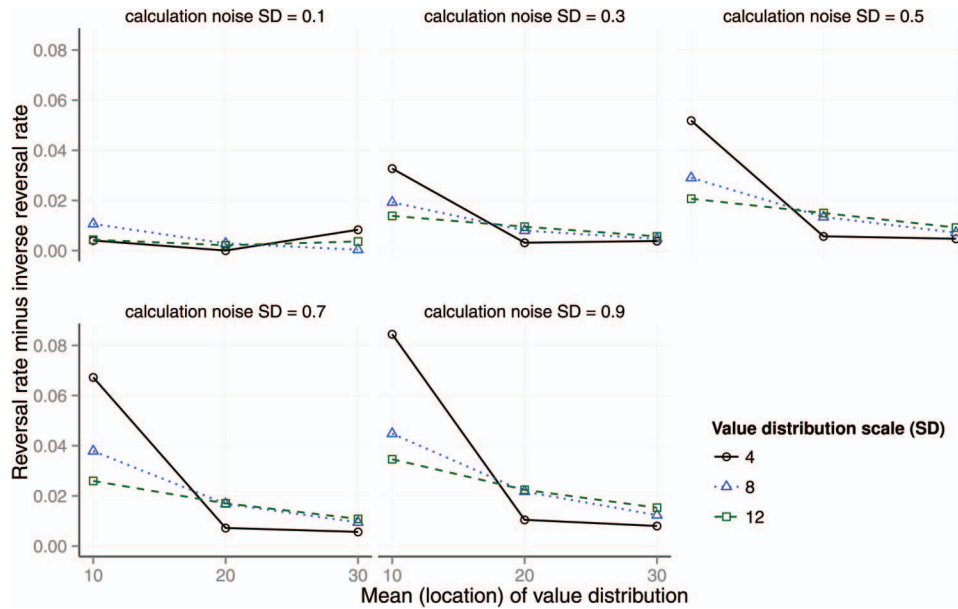 calculation noise SD = 0.1
calculation noise SD = 0.3
calculation noise SD = 0.5
0.08
0.06
0.04
0.02
0.00
calculation noise SD = 0.7
calculation noise SD = 0.9
0.08
0.06
0.04
0.02
0.00
10
20
30
10
20
30
Reversal rate minus inverse reversal rate
Mean (location) of value distribution
Value distribution scale (SD)
4
8
12